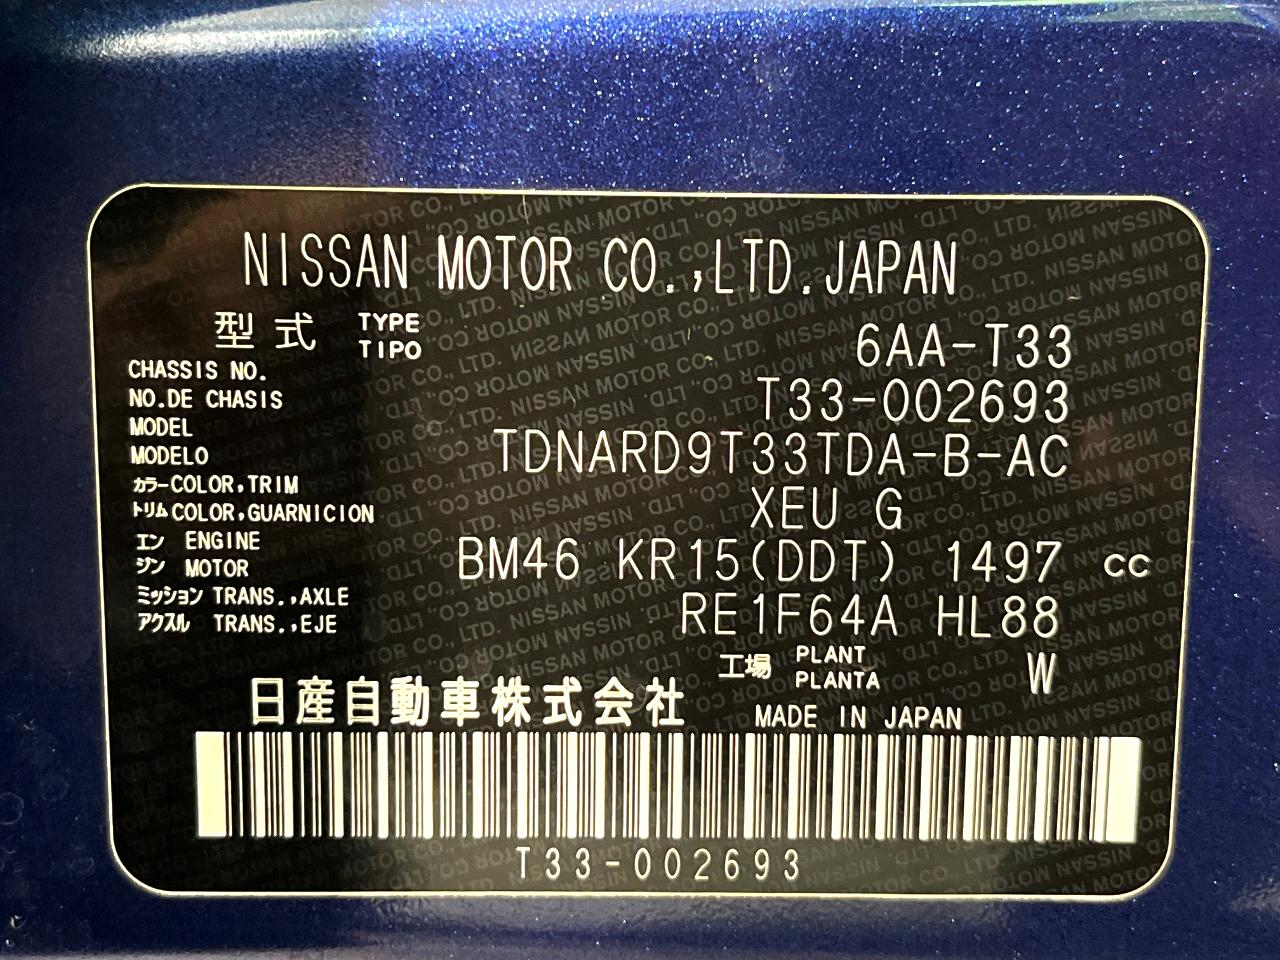 NISSAN MOTOR CO.,LTD.JAPAN
型式 TYPE TIPO 6AA-T33
CHASSIS NO.
NO.DE CHASIS T33-002693
MODEL
MODELO TDNARD9T33TDA-B-AC
カラー COLOR,TRIM
トリム COLOR,GUARNICION XEU G
エン ENGINE
ジン MOTOR BM46 KR15(DDT) 1497 cc
ミッション TRANS.,AXLE
アクスル TRANS.,EJE RE1F64A HL88
工場 PLANT PLANTA W
日産自動車株式会社 MADE IN JAPAN
T33-002693